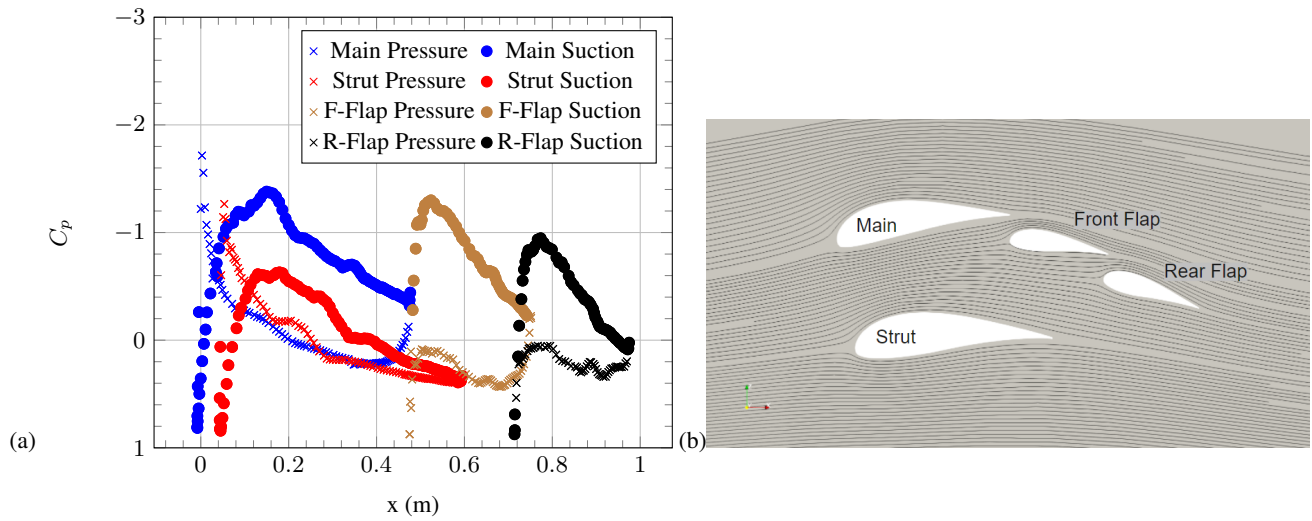 −3
−2
−1
0
1
C_p
0
0.2
0.4
0.6
0.8
1
x (m)
Main Pressure Main Suction
Strut Pressure Strut Suction
F-Flap Pressure F-Flap Suction
R-Flap Pressure R-Flap Suction
(a)
(b)
Main
Front Flap
Rear Flap
Strut